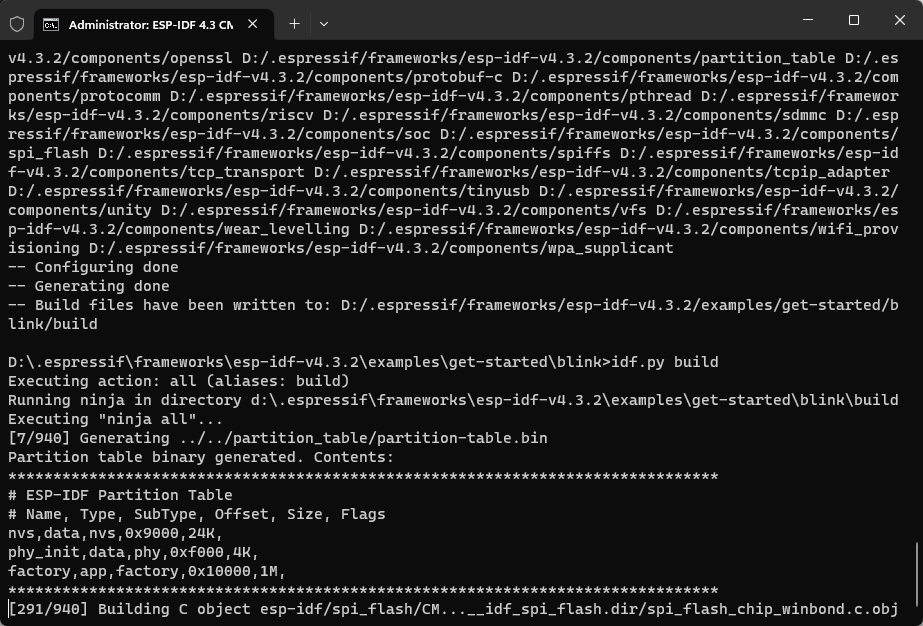 Administrator: ESP-IDF 4.3 CM
v4.3.2/components/openssl D:/.espressif/frameworks/esp-idf-v4.3.2/components/partition_table D:/.es
pressif/frameworks/esp-idf-v4.3.2/components/protobuf-c D:/.espressif/frameworks/esp-idf-v4.3.2/com
ponents/protocomm D:/.espressif/frameworks/esp-idf-v4.3.2/components/pthread D:/.espressif/framewor
ks/esp-idf-v4.3.2/components/riscv D:/.espressif/frameworks/esp-idf-v4.3.2/components/sdmmc D:/.esp
ressif/frameworks/esp-idf-v4.3.2/components/soc D:/.espressif/frameworks/esp-idf-v4.3.2/components/
spi_flash D:/.espressif/frameworks/esp-idf-v4.3.2/components/spiffs D:/.espressif/frameworks/esp-id
f-v4.3.2/components/tcp_transport D:/.espressif/frameworks/esp-idf-v4.3.2/components/tcpip_adapter
D:/.espressif/frameworks/esp-idf-v4.3.2/components/tinyusb D:/.espressif/frameworks/esp-idf-v4.3.2/
components/unity D:/.espressif/frameworks/esp-idf-v4.3.2/components/vfs D:/.espressif/frameworks/es
p-idf-v4.3.2/components/wear_levelling D:/.espressif/frameworks/esp-idf-v4.3.2/components/wifi_prov
isioning D:/.espressif/frameworks/esp-idf-v4.3.2/components/wpa_supplicant
-- Configuring done
-- Generating done
-- Build files have been written to: D:/.espressif/frameworks/esp-idf-v4.3.2/examples/get-started/b
link/build
D:\.espressif\frameworks\esp-idf-v4.3.2\examples\get-started\blink>idf.py build
Executing action: all (aliases: build)
Running ninja in directory d:\.espressif\frameworks\esp-idf-v4.3.2\examples\get-started\blink\build
Executing "ninja all"...
[7/940] Generating ../../partition_table/partition-table.bin
Partition table binary generated. Contents:
*******************************************************************************
# ESP-IDF Partition Table
# Name, Type, SubType, Offset, Size, Flags
nvs,data,nvs,0x9000,24K,
phy_init,data,phy,0xf000,4K,
factory,app,factory,0x10000,1M,
*******************************************************************************
[291/940] Building C object esp-idf/spi_flash/CM...__idf_spi_flash.dir/spi_flash_chip_winbond.c.obj